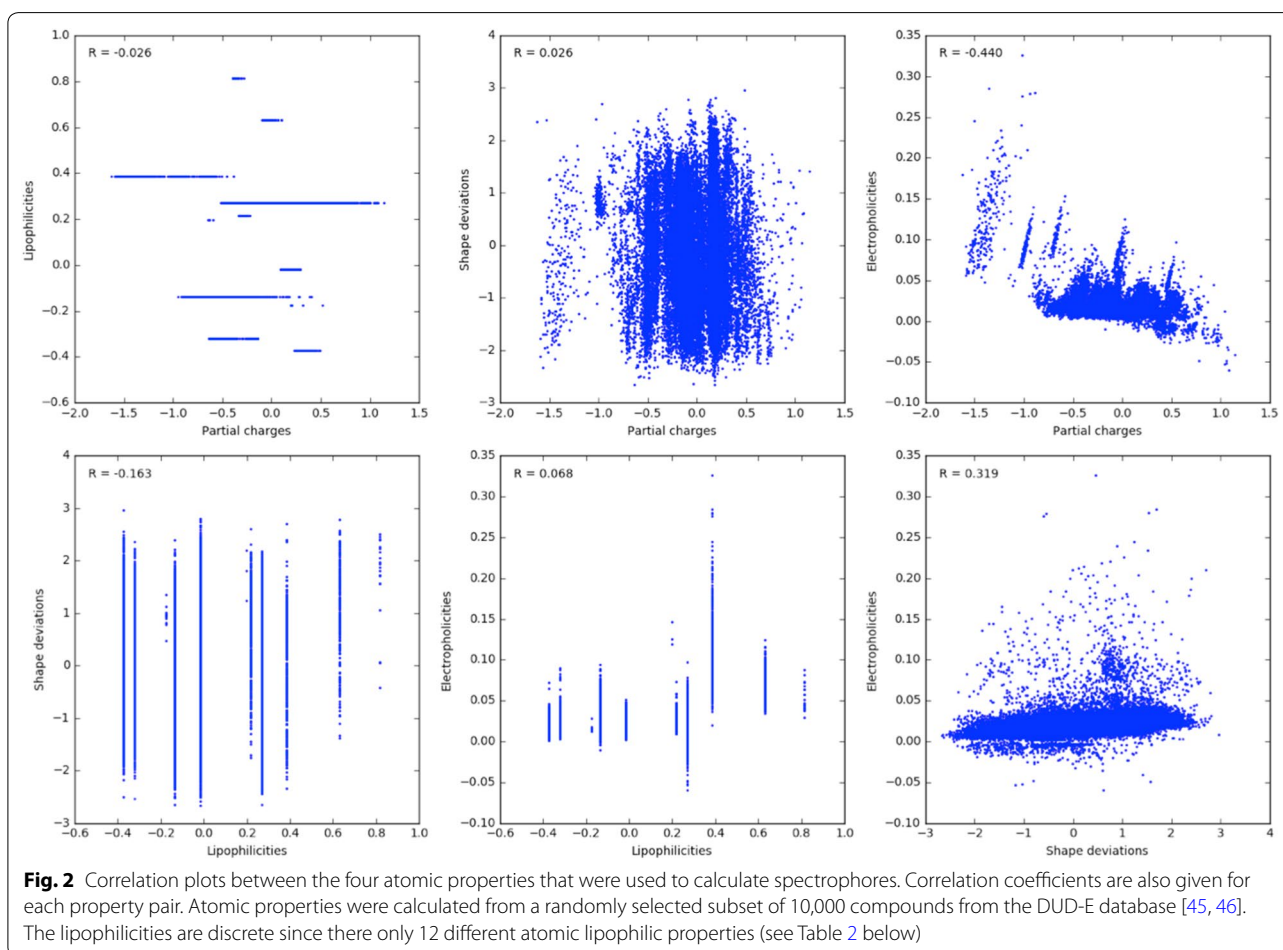 R = -0.026
1.0
0.8
0.6
0.4
0.2
0.0
−0.2
−0.4
−0.6
Lipophilicities
−2.0 −1.5 −1.0 −0.5 0.0 0.5 1.0 1.5
Partial charges
R = 0.026
4
3
2
1
0
−1
−2
−3
Shape deviations
−2.0 −1.5 −1.0 −0.5 0.0 0.5 1.0 1.5
Partial charges
R = -0.440
0.35
0.30
0.25
0.20
0.15
0.10
0.05
0.00
−0.05
−0.10
Electropholicities
−2.0 −1.5 −1.0 −0.5 0.0 0.5 1.0 1.5
Partial charges
R = -0.163
4
3
2
1
0
−1
−2
−3
Shape deviations
−0.6 −0.4 −0.2 0.0 0.2 0.4 0.6 0.8 1.0
Lipophilicities
R = 0.068
0.35
0.30
0.25
0.20
0.15
0.10
0.05
0.00
−0.05
−0.10
Electropholicities
−0.6 −0.4 −0.2 0.0 0.2 0.4 0.6 0.8 1.0
Lipophilicities
R = 0.319
0.35
0.30
0.25
0.20
0.15
0.10
0.05
0.00
−0.05
−0.10
Electropholicities
−3 −2 −1 0 1 2 3 4
Shape deviations
Fig. 2 Correlation plots between the four atomic properties that were used to calculate spectrophores. Correlation coefficients are also given for
each property pair. Atomic properties were calculated from a randomly selected subset of 10,000 compounds from the DUD-E database [45, 46].
The lipophilicities are discrete since there only 12 different atomic lipophilic properties (see Table 2 below)